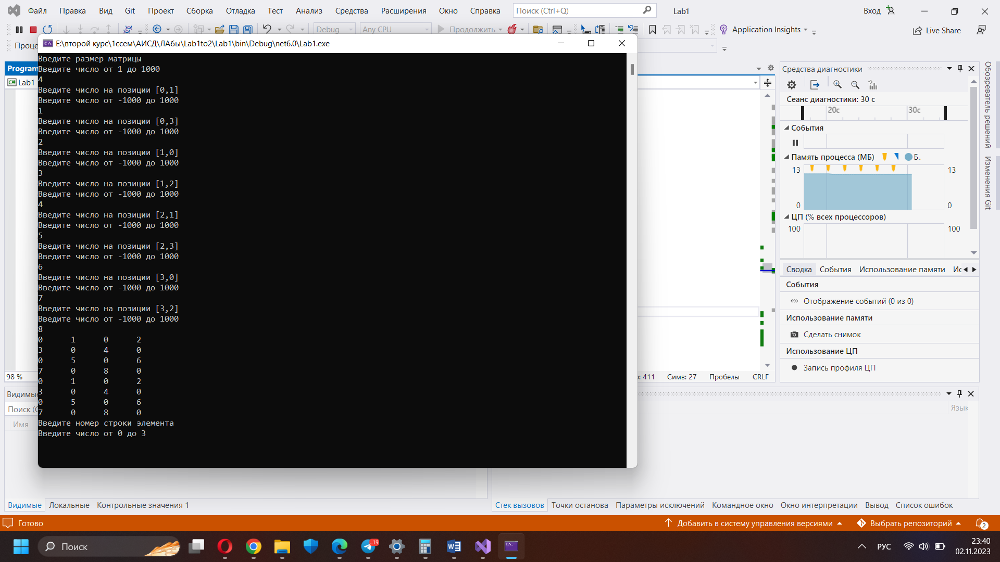 Файл Правка Вид Git Проект Сборка Отладка Тест Анализ Средства Расширения Окно Справка Поиск (Ctrl+Q) Lab1 Вход
Debug Any CPU Продолжить Application Insights Live Share
Проце
E:\второй курс\1ссем\АИСД\ЛАбы\Lab1to2\Lab1\bin\Debug\net6.0\Lab1.exe
Введите размер матрицы
Введите число от 1 до 1000
4
Введите число на позиции [0,1]
Введите число от -1000 до 1000
1
Введите число на позиции [0,3]
Введите число от -1000 до 1000
2
Введите число на позиции [1,0]
Введите число от -1000 до 1000
3
Введите число на позиции [1,2]
Введите число от -1000 до 1000
4
Введите число на позиции [2,1]
Введите число от -1000 до 1000
5
Введите число на позиции [2,3]
Введите число от -1000 до 1000
6
Введите число на позиции [3,0]
Введите число от -1000 до 1000
7
Введите число на позиции [3,2]
Введите число от -1000 до 1000
8
0 1 0 2
3 0 4 0
0 5 0 6
7 0 8 0
0 1 0 2
3 0 4 0
0 5 0 6
7 0 8 0
Введите номер строки элемента
Введите число от 0 до 3
Program
C# Lab1
98 %
411 Симв: 27 Пробелы CRLF
Средства диагностики
Сеанс диагностики: 30 с
20с 30с
События
Память процесса (МБ) Б.
13 13
0 0
ЦП (% всех процессоров)
100 100
Сводка События Использование памяти Ис
События
Отображение событий (0 из 0)
Использование памяти
Сделать снимок
Использование ЦП
Запись профиля ЦП
Обозреватель решений
Изменения Git
Видимые
Поиск (C
Имя
Язык
Видимые Локальные Контрольные значения 1
Стек вызовов Точки останова Параметры исключений Командное окно Окно интерпретации Вывод Список ошибок
Готово Добавить в систему управления версиями Выбрать репозиторий 2
Поиск 19 РУС
23:40
02.11.2023